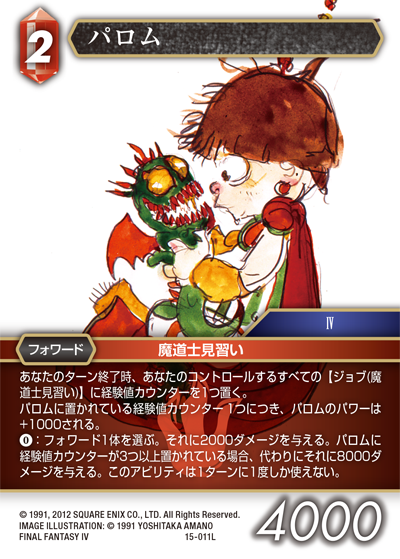 2
パロム
IV
フォワード
魔道士見習い
あなたのターン終了時、あなたのコントロールするすべての【ジョブ(魔
道士見習い)】に経験値カウンターを1つ置く。
パロムに置かれている経験値カウンター1つにつき、パロムのパワーは
+1000される。
0：フォワード1体を選ぶ。それに2000ダメージを与える。パロムに
経験値カウンターが3つ以上置かれている場合、代わりにそれに8000ダ
メージを与える。このアビリティは1ターンに1度しか使えない。
© 1991, 2012 SQUARE ENIX CO., LTD. All Rights Reserved.
IMAGE ILLUSTRATION: © 1991 YOSHITAKA AMANO
FINAL FANTASY IV 15-011L
4000